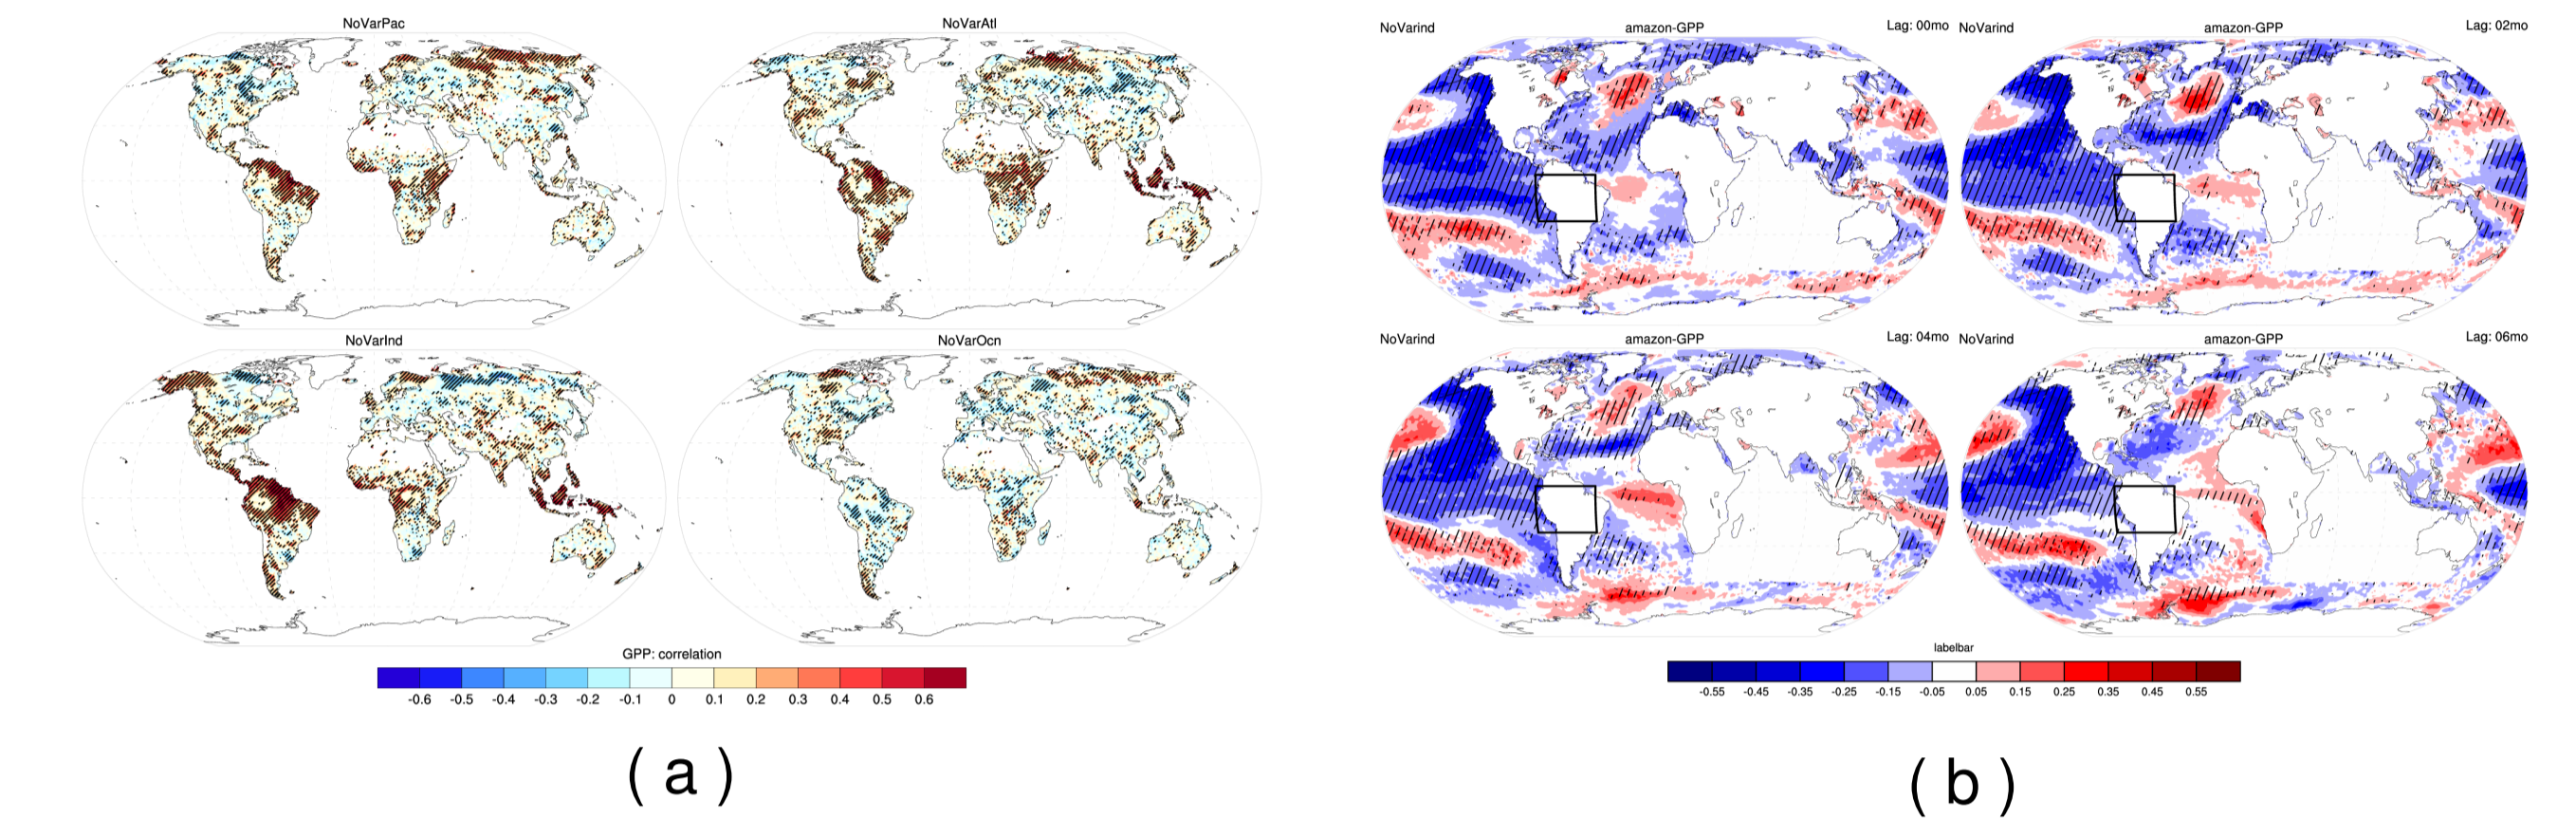 NoVarPac
NoVarAtl
NoVarInd
NoVarOcn
GPP: correlation
-0.6 -0.5 -0.4 -0.3 -0.2 -0.1 0 0.1 0.2 0.3 0.4 0.5 0.6
( a )
NoVarind amazon-GPP Lag: 00mo
NoVarind amazon-GPP Lag: 02mo
NoVarind amazon-GPP Lag: 04mo
NoVarind amazon-GPP Lag: 06mo
labelbar
-0.55 -0.45 -0.35 -0.25 -0.15 -0.05 0.05 0.15 0.25 0.35 0.45 0.55
( b )